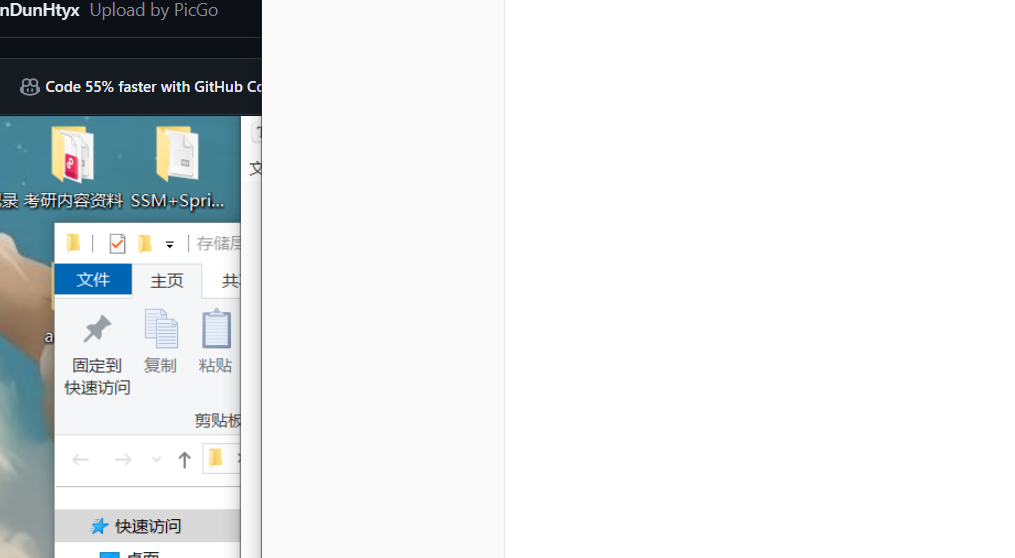 nDunHtyx Upload by PicGo
Code 55% faster with GitHub Co
录 考研内容资料 SSM+Spri...
文
存储层
文件 主页 共享
a
固定到 复制 粘贴
快速访问
剪贴板
快速访问
桌面